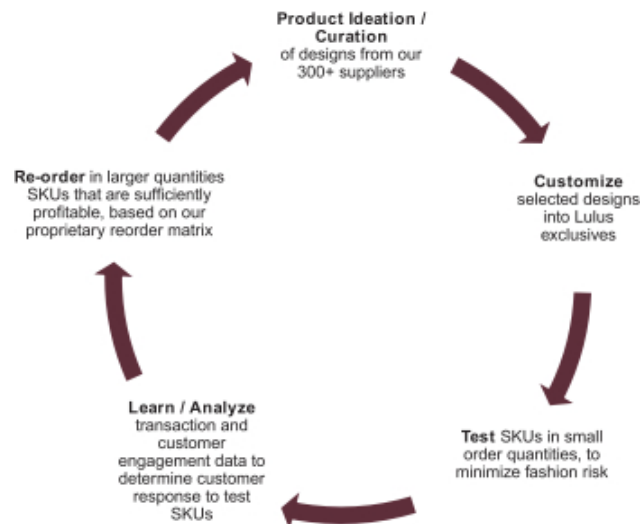 Product Ideation /
Curation
of designs from our
300+ suppliers
Customize
selected designs
into Lulus
exclusives
Test SKUs in small
order quantities, to
minimize fashion risk
Learn / Analyze
transaction and
customer
engagement data to
determine customer
response to test
SKUs
Re-order in larger quantities
SKUs that are sufficiently
profitable, based on our
proprietary reorder matrix